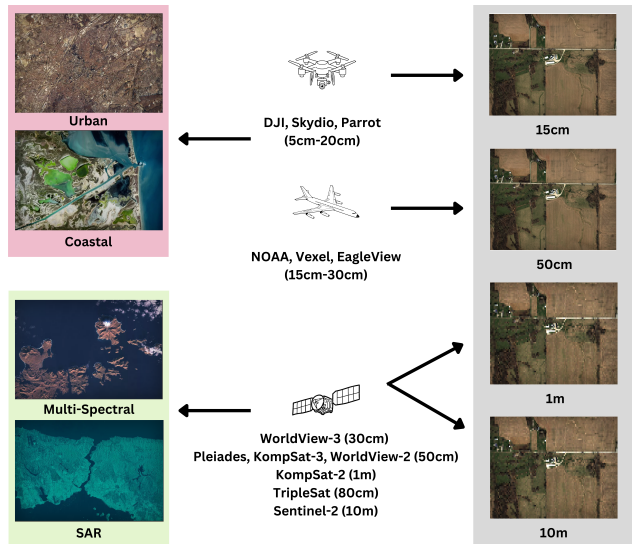 Urban
Coastal
DJI, Skydio, Parrot
(5cm-20cm)
NOAA, Vexel, EagleView
(15cm-30cm)
15cm
50cm
1m
10m
Multi-Spectral
SAR
WorldView-3 (30cm)
Pleiades, KompSat-3, WorldView-2 (50cm)
KompSat-2 (1m)
TripleSat (80cm)
Sentinel-2 (10m)